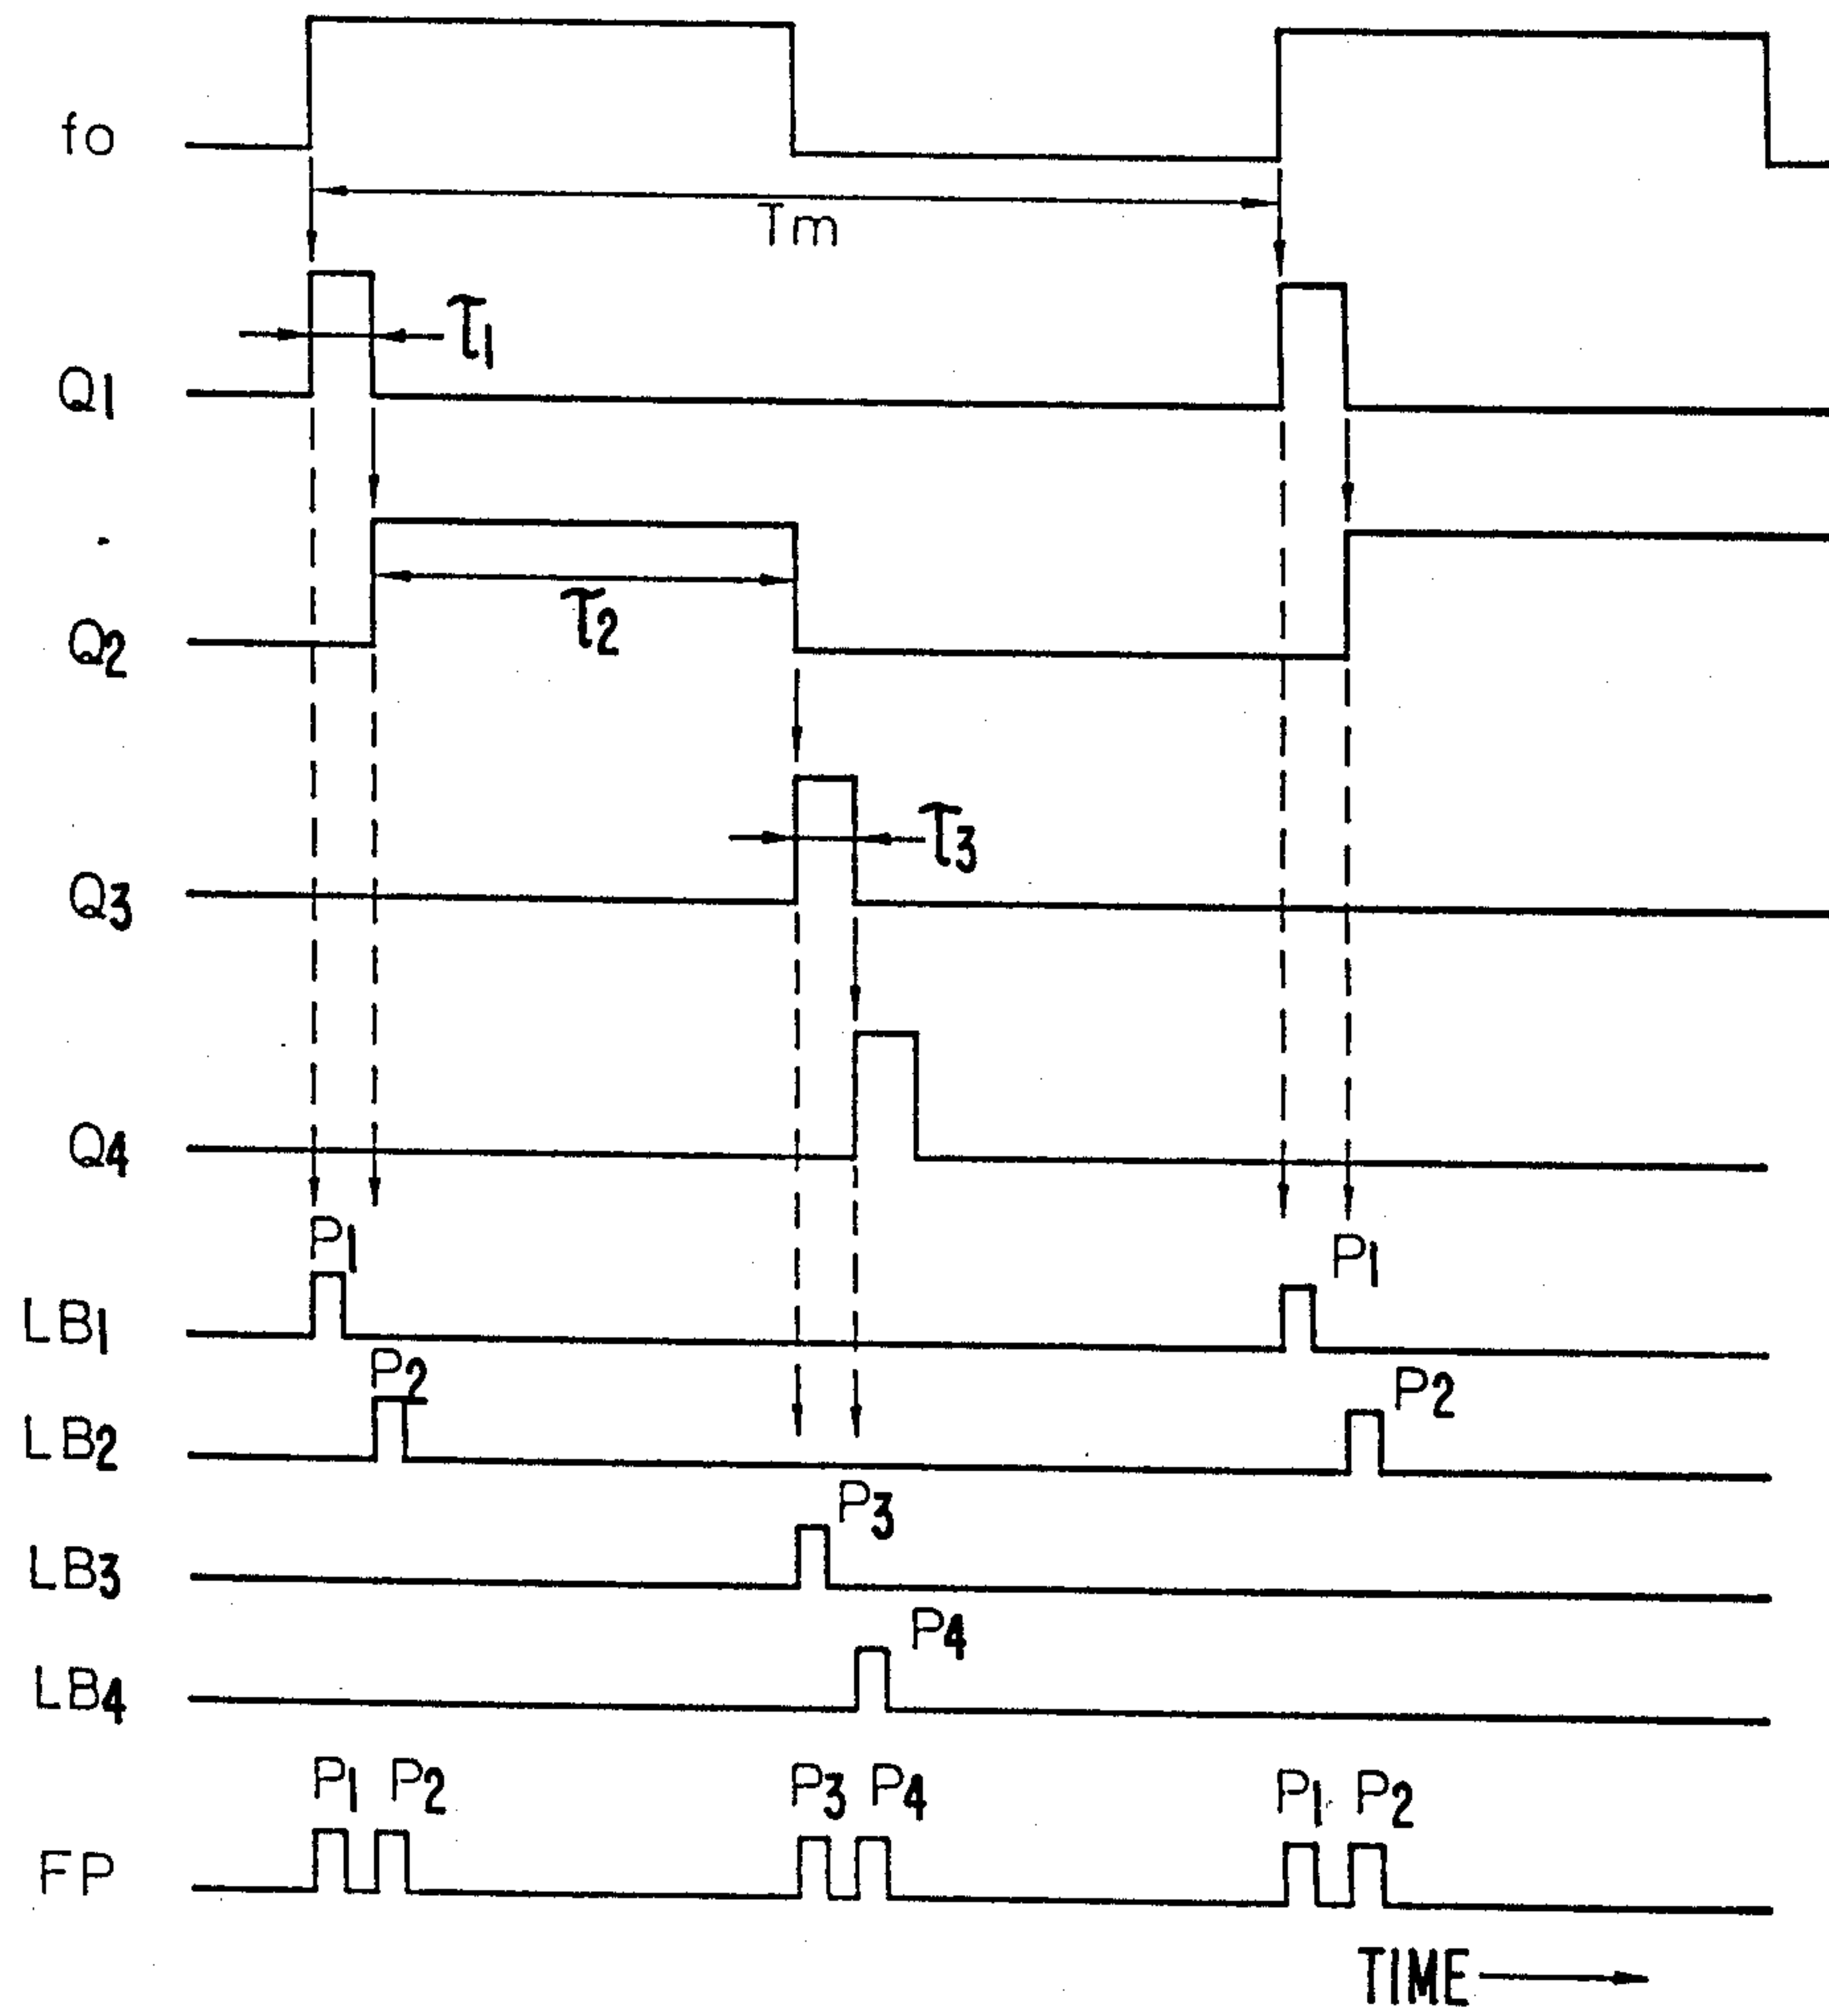 fo
Tm
τ1
Q1
τ2
Q2
τ3
Q3
Q4
P1
P1
LB1
P2
P2
LB2
P3
LB3
P4
LB4
P1 P2 P3 P4 P1 P2
FP
TIME